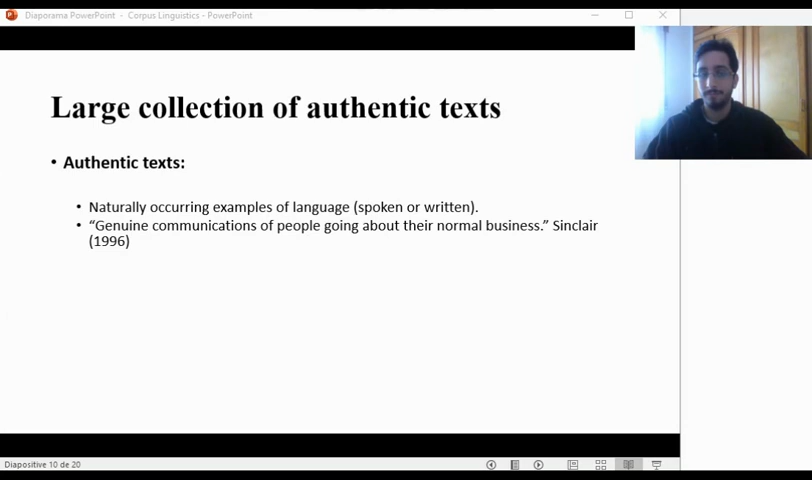 Diaporama PowerPoint - Corpus Linguistics - PowerPoint
Large collection of authentic texts
• Authentic texts:
• Naturally occurring examples of language (spoken or written).
• “Genuine communications of people going about their normal business.” Sinclair
(1996)
Diapositive 10 de 20